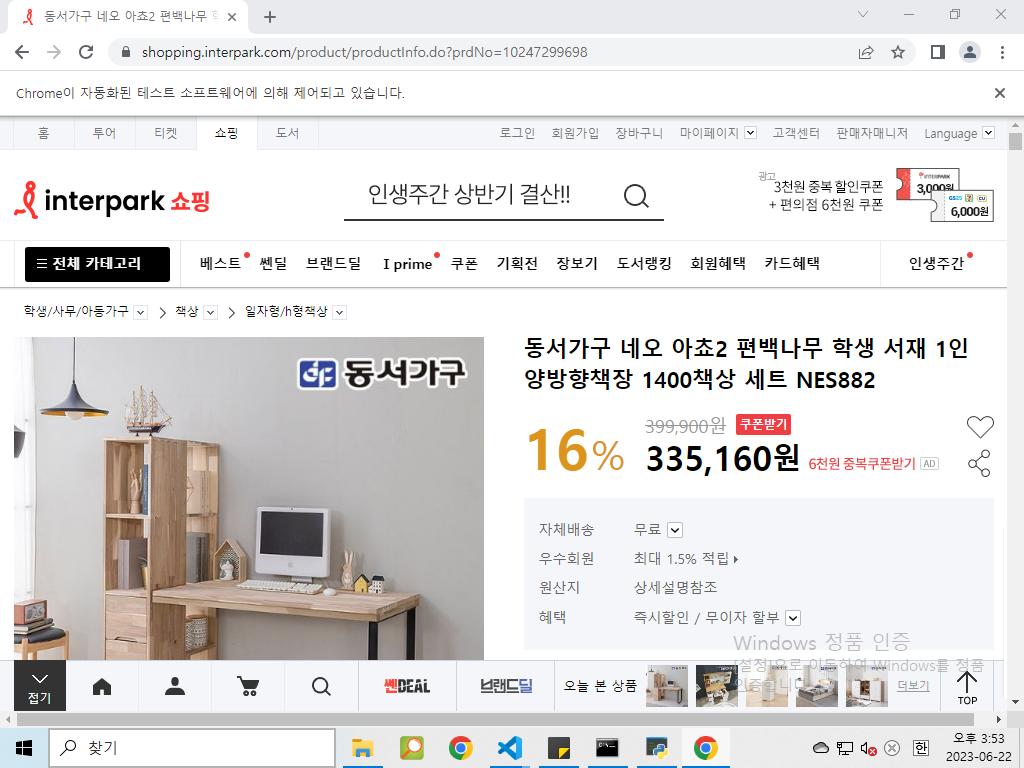 동서가구 네오 아쵸2 편백나무 학
shopping.interpark.com/product/productInfo.do?prdNo=10247299698
Chrome이 자동화된 테스트 소프트웨어에 의해 제어되고 있습니다.
홈 투어 티켓 쇼핑 도서 로그인 회원가입 장바구니 마이페이지 고객센터 판매자매니저 Language
interpark 쇼핑
인생주간 상반기 결산!!
광고
3천원 중복 할인쿠폰
+ 편의점 6천원 쿠폰
INTERPARK
3,000원
GS25 CU
6,000원
전체 카테고리 베스트 쎈딜 브랜드딜 I prime 쿠폰 기획전 장보기 도서랭킹 회원혜택 카드혜택 인생주간
학생/사무/아동가구 책상 일자형/h형책상
동서가구
동서가구 네오 아쵸2 편백나무 학생 서재 1인
양방향책장 1400책상 세트 NES882
16%
399,900원 쿠폰받기
335,160원 6천원 중복쿠폰받기 AD
자체배송 무료
우수회원 최대 1.5% 적립
원산지 상세설명참조
혜택 즉시할인 / 무이자 할부
Windows 정품 인증
[설정]으로 이동하여 Windows를 정품
인증합니다.
접기
쎈DEAL
브랜드딜
오늘 본 상품
더보기
TOP
찾기
한
오후 3:53
2023-06-22